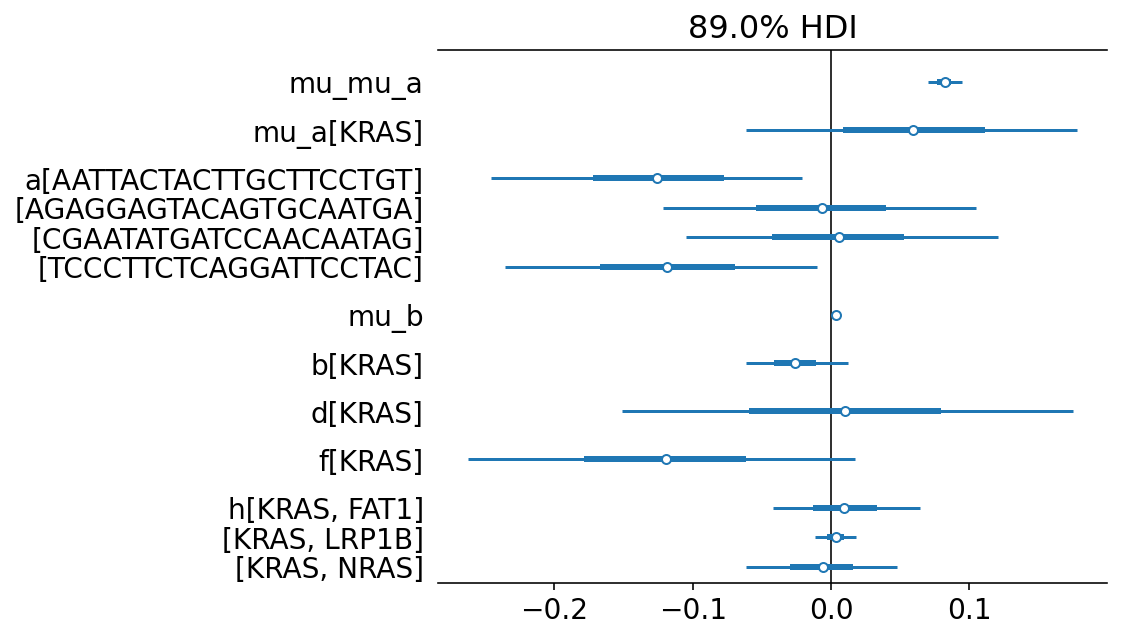 89.0% HDI
mu_mu_a
mu_a[KRAS]
a[AATTACTACTTGCTTCCTGT]
[AGAGGAGTACAGTGCAATGA]
[CGAATATGATCCAACAATAG]
[TCCCTTCTCAGGATTCCTAC]
mu_b
b[KRAS]
d[KRAS]
f[KRAS]
h[KRAS, FAT1]
[KRAS, LRP1B]
[KRAS, NRAS]
−0.2 −0.1 0.0 0.1